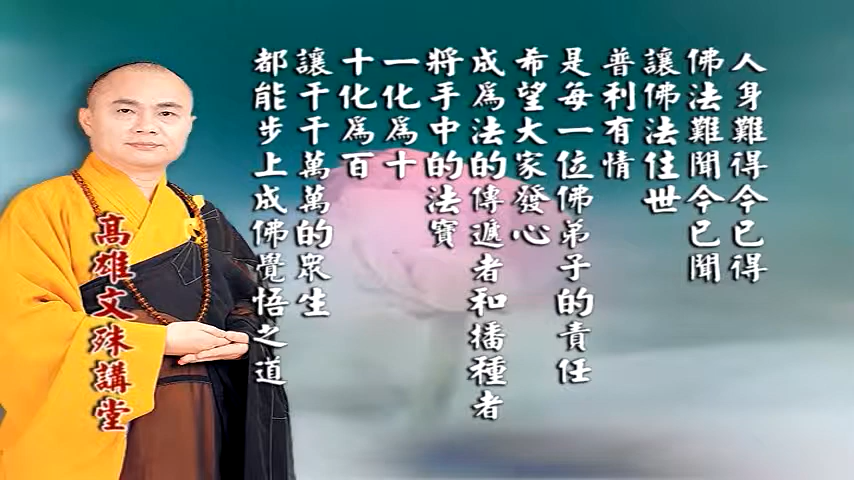 人身難得今已得
佛法難聞今已聞
讓佛法住世
普利有情
是每一位佛弟子的責任
希望大家發心
成為法的傳遞者和播種者
將手中的法寶
一化為十
十化為百
讓千千萬萬的眾生
都能步上成佛覺悟之道
高雄文殊講堂